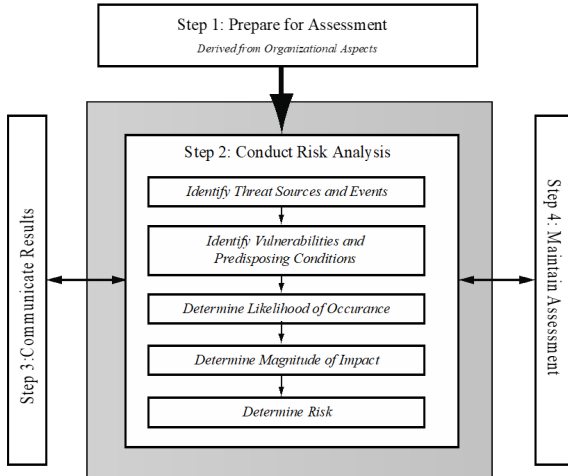 Step 1: Prepare for Assessment
Derived from Organizational Aspects
Step 2: Conduct Risk Analysis
Identify Threat Sources and Events
Identify Vulnerabilities and
Predisposing Conditions
Determine Likelihood of Occurance
Determine Magnitude of Impact
Determine Risk
Step 3:Communicate Results
Step 4: Maintain Assessment